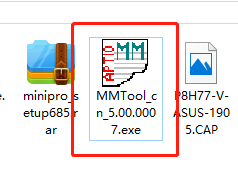 APTIO
MM
e.
minipro_s
etup685.r
ar
MMTool_c
n_5.00.000
7.exe
P8H77-V-
ASUS-190
5.CAP